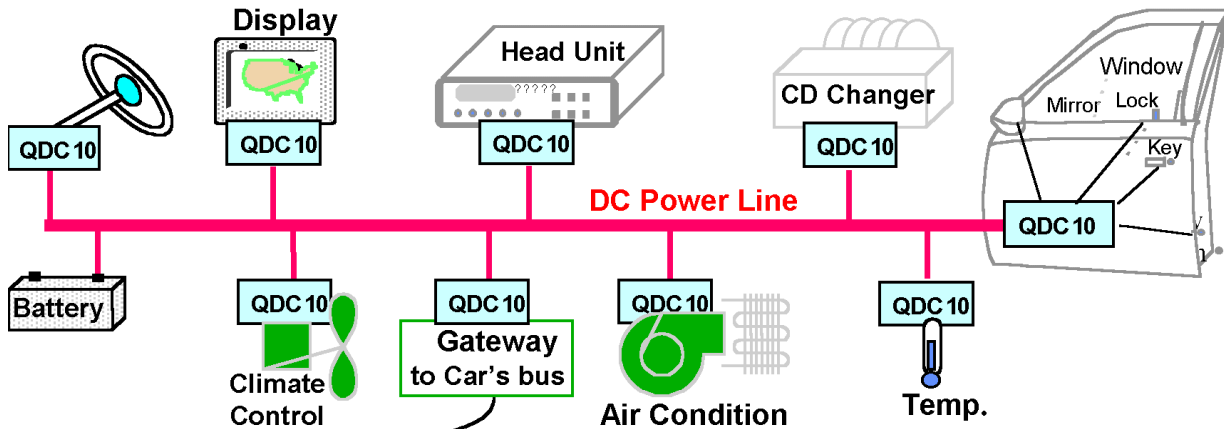 Display
Head Unit
?????
CD Changer
Window
Mirror
Lock
Key
QDC 10
QDC 10
QDC 10
QDC 10
DC Power Line
QDC 10
Battery
QDC 10
QDC 10
QDC 10
QDC 10
Climate
Control
Gateway
to Car's bus
Air Condition
Temp.